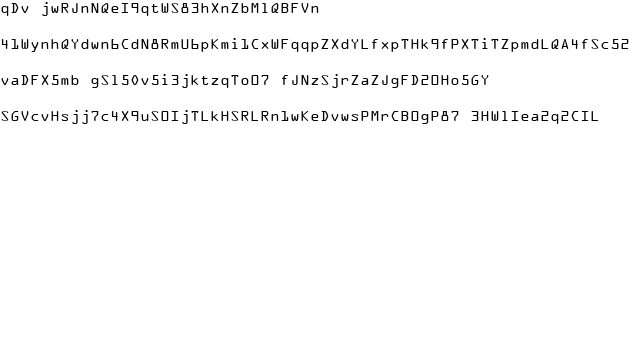 qDv jwRJnNQeI9qtWS83hXnZbM1QBFVn
41WynhQYdwn6CdN8RmU6pKmi1CxWFqqpZXdYLfxpTHk9fPXTiTZpmdLQA4fSc52
vaDFX5mb gS150v5i3jktzqToO7 fJNzSjrZaZJgFD2OHo5GY
SGVcvHsjj7c4X9uSOIjTLkHSRLRn1wKeDvwsPMrCBOgP87 3HW1Iea2q2CIL